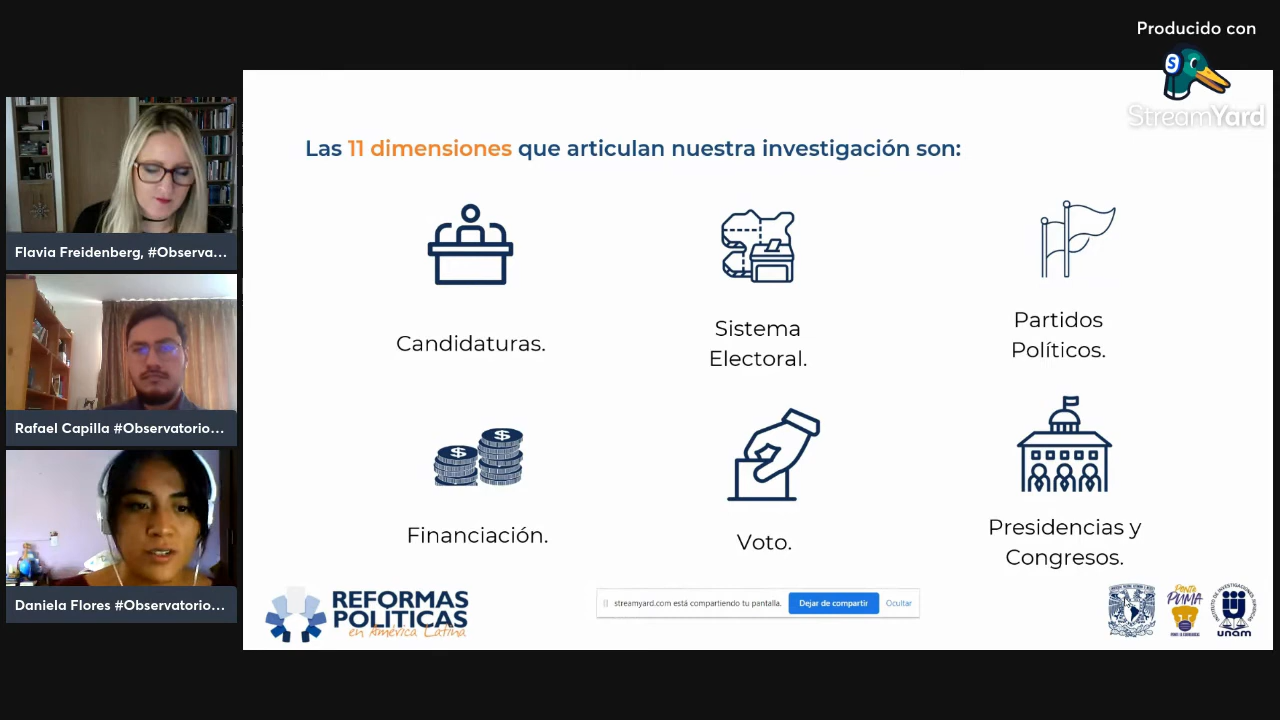 Producido con
StreamYard
Las 11 dimensiones que articulan nuestra investigación son:
Flavia Freidenberg, #Observa...
Rafael Capilla #Observatorio...
Daniela Flores #Observatorio...
Candidaturas.
Sistema
Electoral.
Partidos
Políticos.
Financiación.
Voto.
Presidencias y
Congresos.
REFORMAS
POLÍTICAS
en América Latina
streamyard.com está compartiendo tu pantalla.
Dejar de compartir
Ocultar
PONTE
PUMA
unam